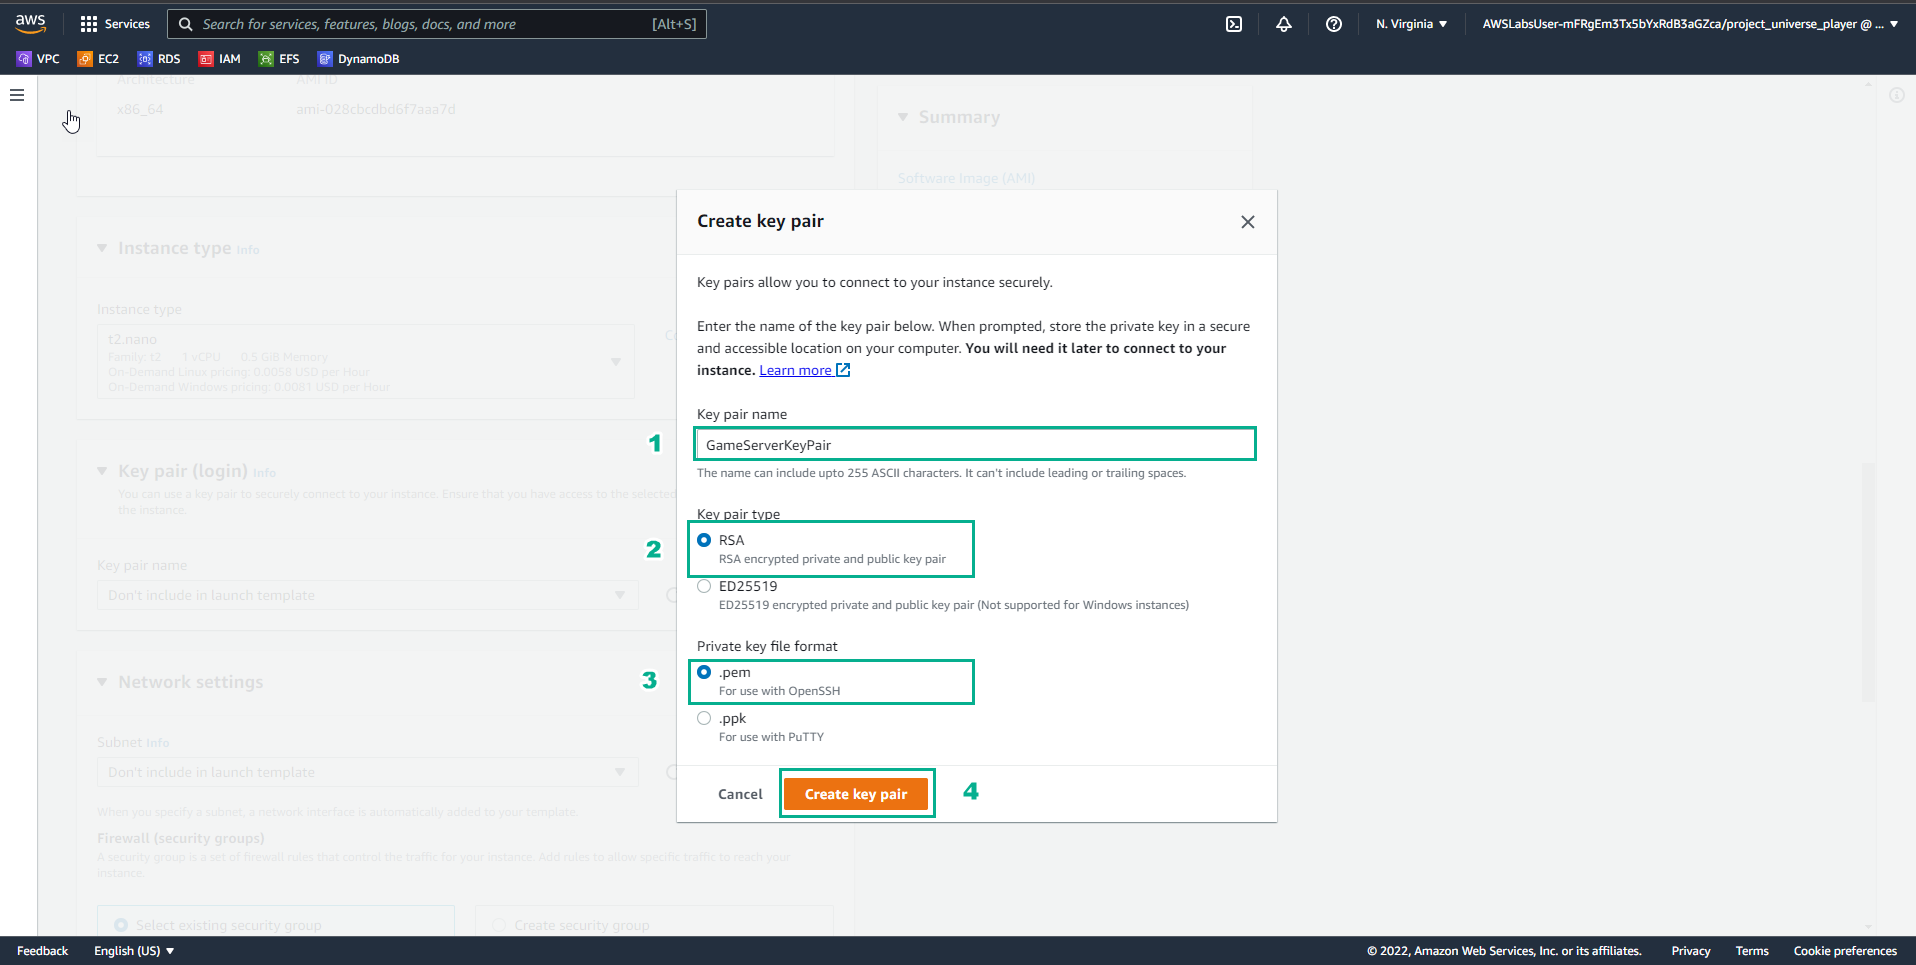 aws
Services
Search for services, features, blogs, docs, and more
[Alt+S]
N. Virginia
AWSLabsUser-mFRgEm3Tx5bYxRdB3aGZca/project_universe_player @ ...
VPC
EC2
RDS
IAM
EFS
DynamoDB
Architecture
AMI ID
x86_64
ami-028cbcdbd6f7aaa7d
Summary
Software Image (AMI)
Instance type Info
Instance type
t2.nano
Family: t2 1 vCPU 0.5 GiB Memory
On-Demand Linux pricing: 0.0058 USD per Hour
On-Demand Windows pricing: 0.0081 USD per Hour
Key pair (login) Info
You can use a key pair to securely connect to your instance. Ensure that you have access to the selected
the instance.
Key pair name
Don't include in launch template
Network settings
Subnet Info
Don't include in launch template
When you specify a subnet, a network interface is automatically added to your template.
Firewall (security groups)
A security group is a set of firewall rules that control the traffic for your instance. Add rules to allow specific traffic to reach your
instance.
Select existing security group
Create security group
Create key pair
Key pairs allow you to connect to your instance securely.
Enter the name of the key pair below. When prompted, store the private key in a secure
and accessible location on your computer. You will need it later to connect to your
instance. Learn more
Key pair name
1
GameServerKeyPair
The name can include upto 255 ASCII characters. It can't include leading or trailing spaces.
Key pair type
2
RSA
RSA encrypted private and public key pair
ED25519
ED25519 encrypted private and public key pair (Not supported for Windows instances)
Private key file format
3
.pem
For use with OpenSSH
.ppk
For use with PuTTY
Cancel
Create key pair
4
Feedback
English (US)
© 2022, Amazon Web Services, Inc. or its affiliates.
Privacy
Terms
Cookie preferences